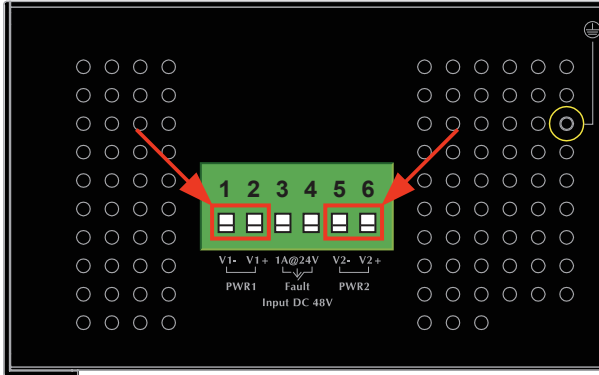 1 2 3 4 5 6
V1- V1+ 1A@24V V2- V2+
PWR1 Fault PWR2
Input DC 48V